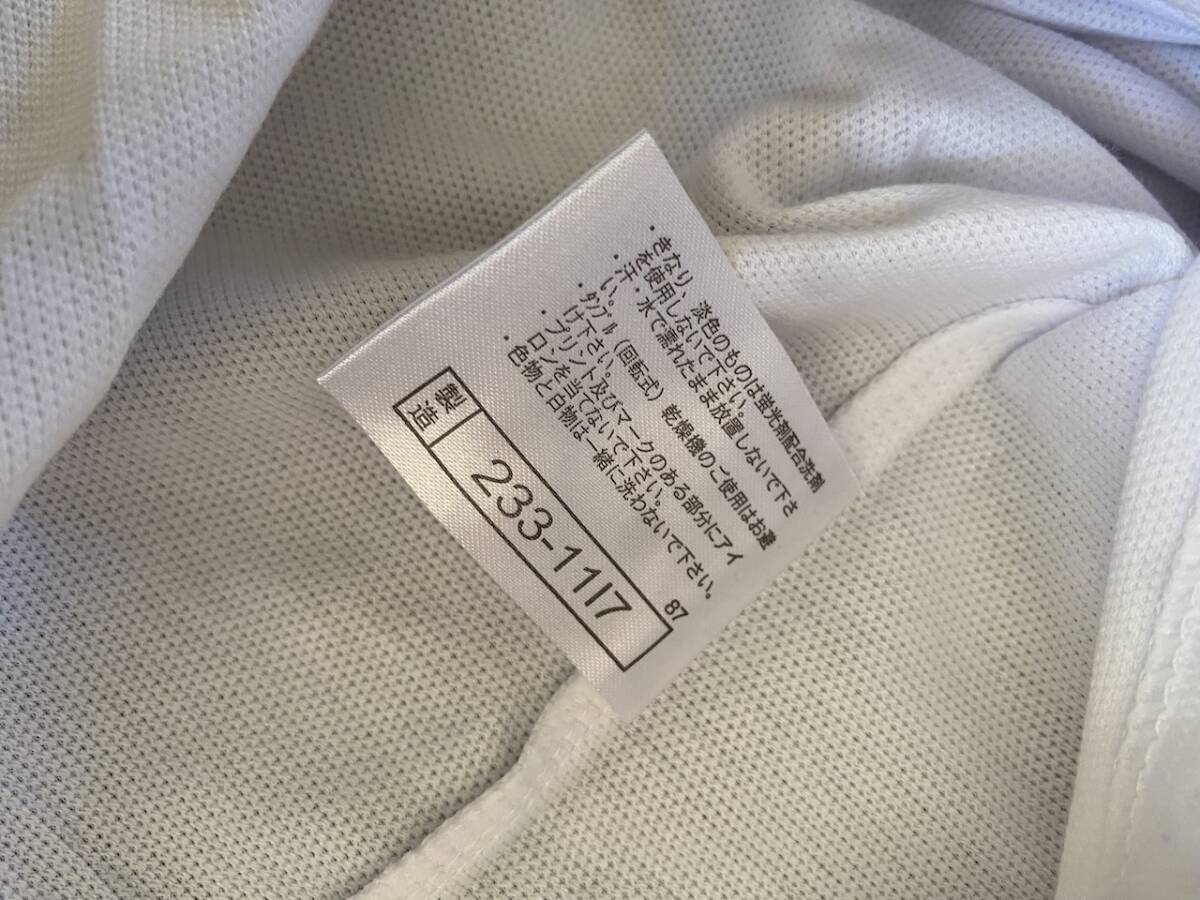 ・きなり、淡色のものは蛍光剤配合洗剤
を使用しないで下さい。
・汗・水で濡れたまま放置しないで下さ
い。
・ﾀﾝﾌﾞﾙ（回転式）乾燥機のご使用はお避
け下さい。
・プリント及びマークのある部分にアイ
ロンを当てないで下さい。
・色物と白物は一緒に洗わないで下さい。
87
製造 233-11I7